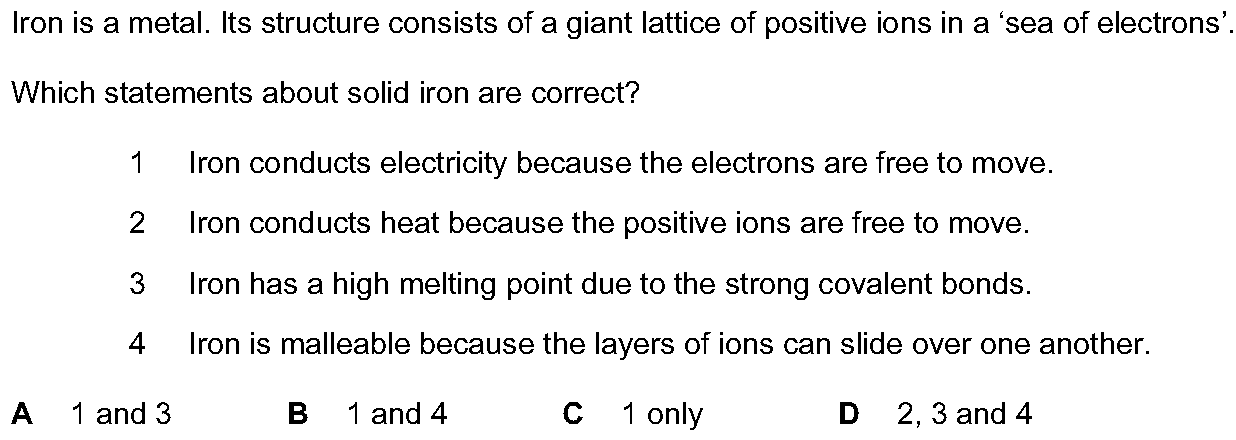 Iron is a metal. Its structure consists of a giant lattice of positive ions in a ‘sea of electrons’.
Which statements about solid iron are correct?
1 Iron conducts electricity because the electrons are free to move.
2 Iron conducts heat because the positive ions are free to move.
3 Iron has a high melting point due to the strong covalent bonds.
4 Iron is malleable because the layers of ions can slide over one another.
A 1 and 3 B 1 and 4 C 1 only D 2, 3 and 4